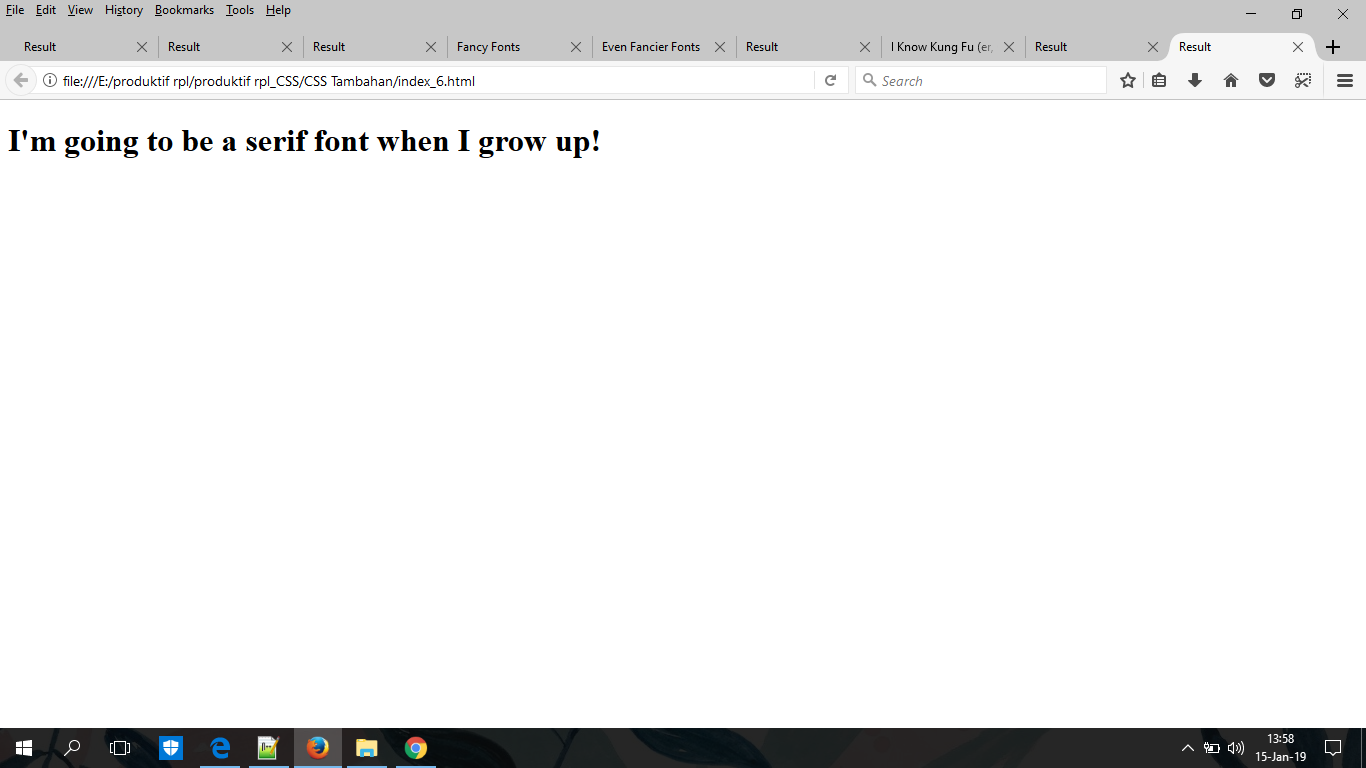 File Edit View History Bookmarks Tools Help
Result Result Result Fancy Fonts Even Fancier Fonts Result I Know Kung Fu (er, Result Result
file:///E:/produktif rpl/produktif rpl_CSS/CSS Tambahan/index_6.html Search
I'm going to be a serif font when I grow up!
13:58
15-Jan-19